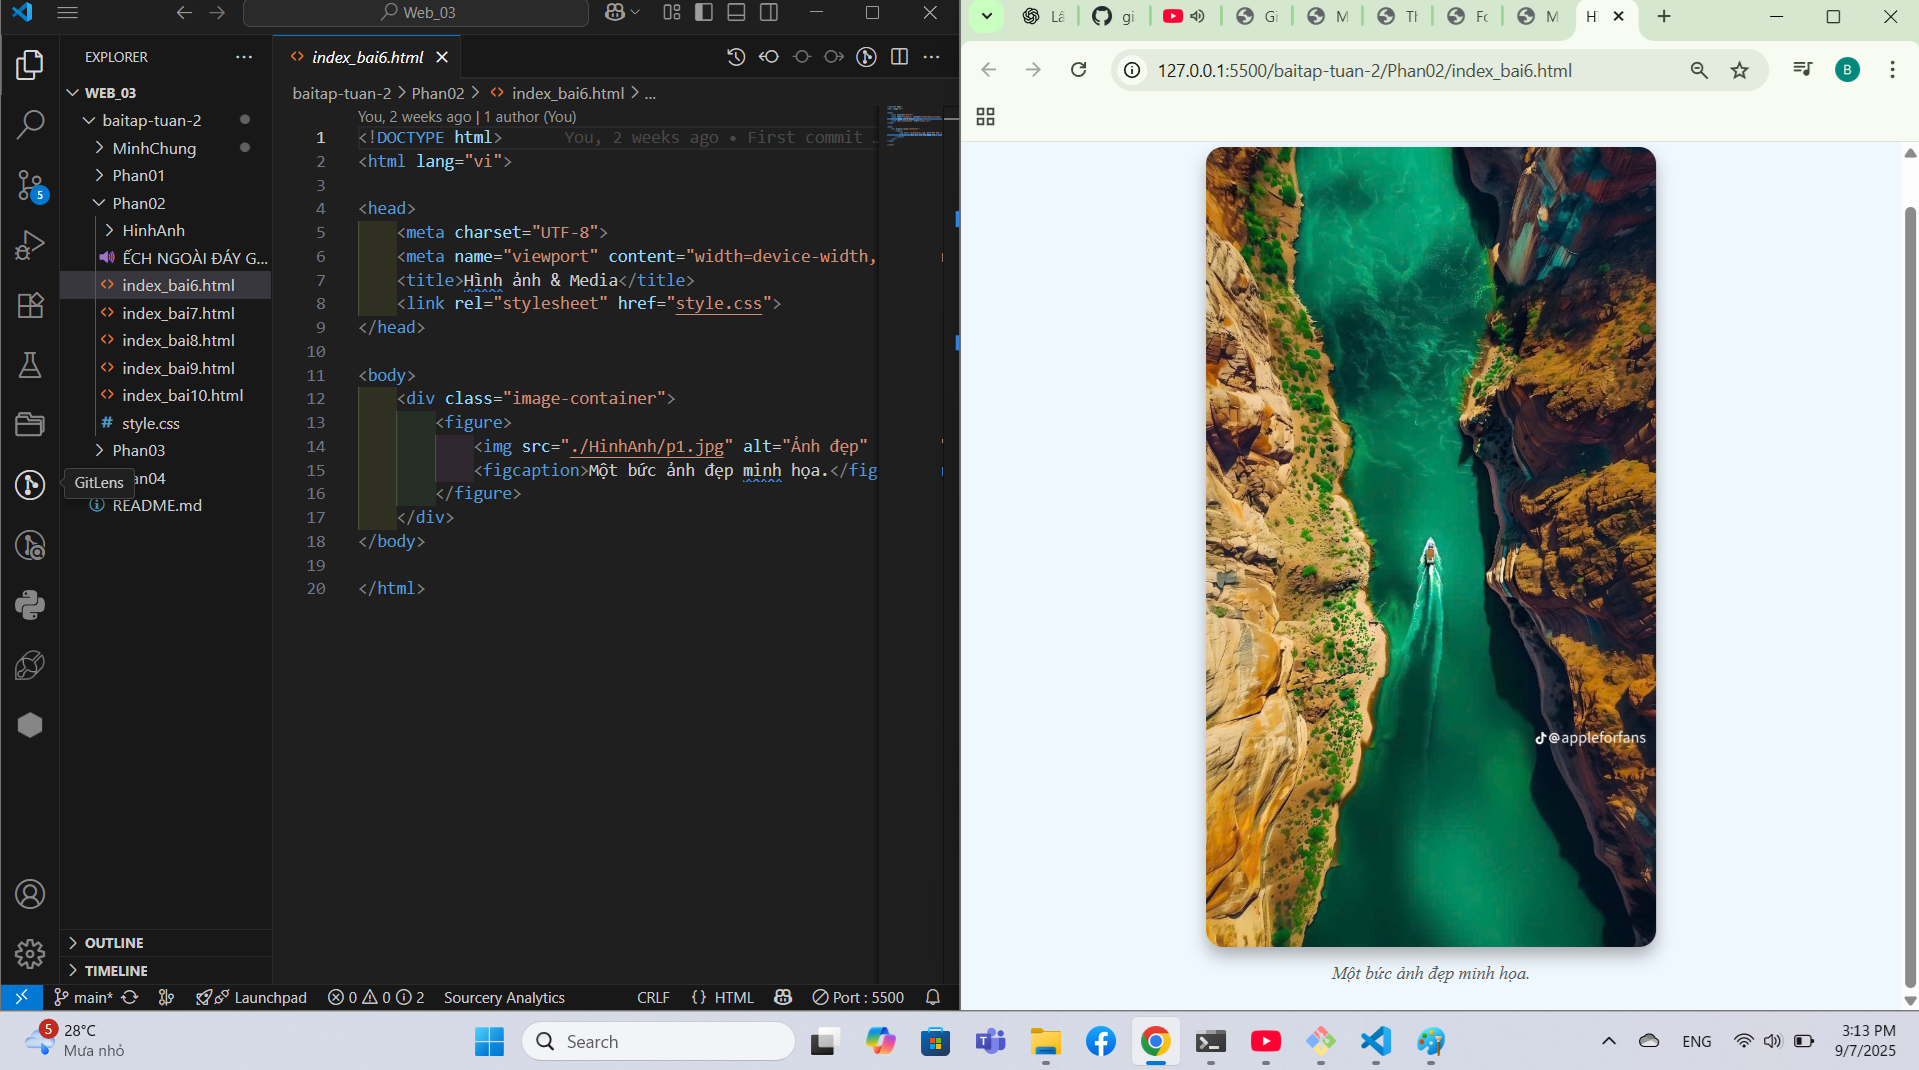 Web_03
EXPLORER
WEB_03
baitap-tuan-2
MinhChung
Phan01
Phan02
HinhAnh
ẾCH NGOÀI ĐÁY G...
index_bai6.html
index_bai7.html
index_bai8.html
index_bai9.html
index_bai10.html
style.css
Phan03
an04
GitLens
README.md
OUTLINE
TIMELINE
index_bai6.html
baitap-tuan-2 > Phan02 > index_bai6.html > ...
You, 2 weeks ago | 1 author (You)
1 <!DOCTYPE html> You, 2 weeks ago • First commit …
2 <html lang="vi">
3
4 <head>
5 <meta charset="UTF-8">
6 <meta name="viewport" content="width=device-width,
7 <title>Hình ảnh & Media</title>
8 <link rel="stylesheet" href="style.css">
9 </head>
10
11 <body>
12 <div class="image-container">
13 <figure>
14 <img src="./HinhAnh/p1.jpg" alt="Ảnh đẹp"
15 <figcaption>Một bức ảnh đẹp minh họa.</fig
16 </figure>
17 </div>
18 </body>
19
20 </html>
5
main* 0 0 2 Launchpad Sourcery Analytics CRLF {} HTML Port : 5500
Lâ
gi
Gi
M
Tl
Fc
M
H
127.0.0.1:5500/baitap-tuan-2/Phan02/index_bai6.html
B
@appleforfans
Một bức ảnh đẹp minh họa.
5
28°C
Mưa nhỏ
Search
ENG
3:13 PM
9/7/2025